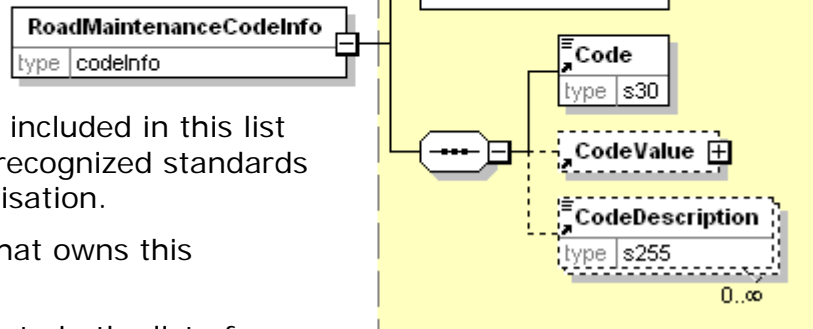 RoadMaintenanceCodeInfo
type codeInfo
included in this list
recognized standards
isation.
hat owns this
Code
type s30
CodeValue
CodeDescription
type s255
0..∞